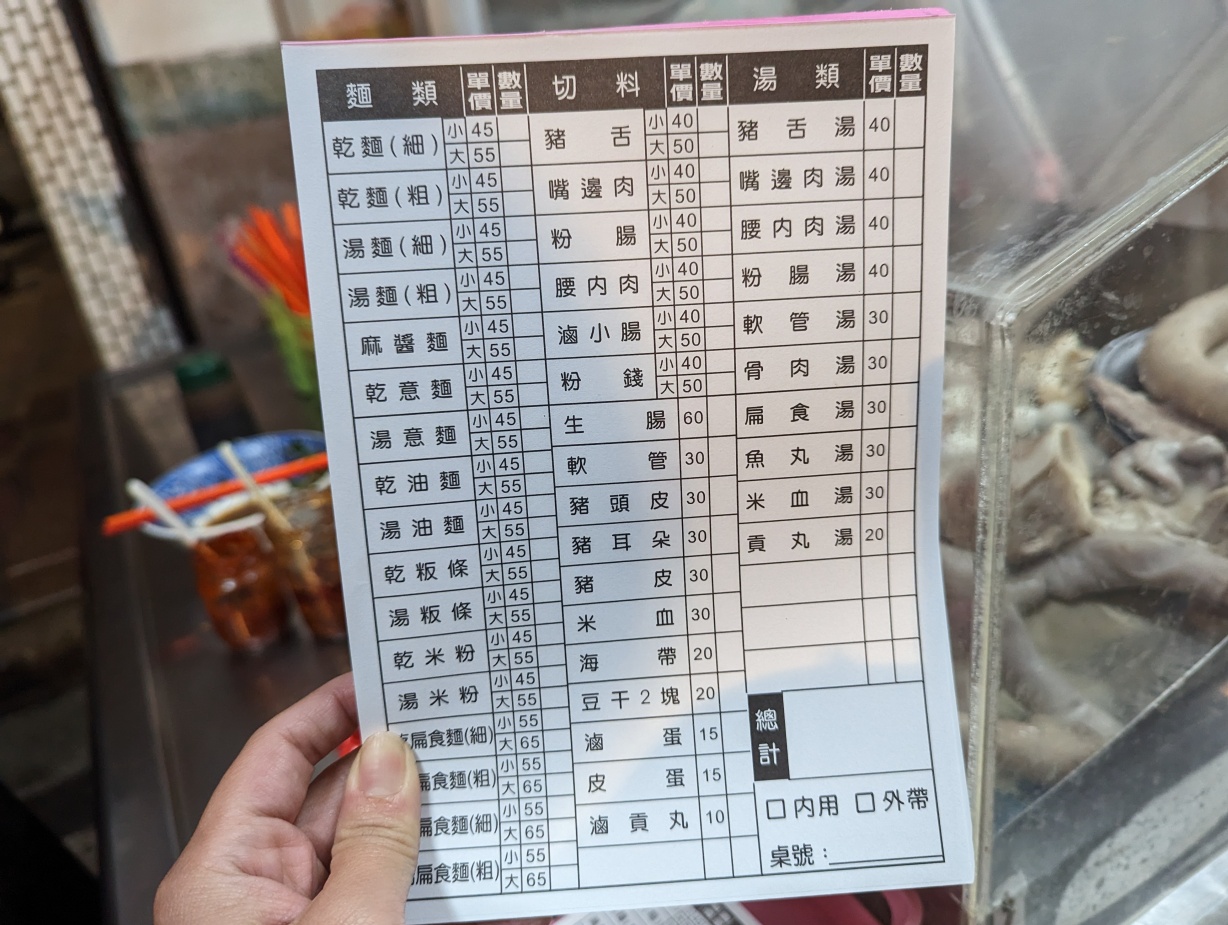 麵類 單價 數量
乾麵(細) 小 45 大 55
乾麵(粗) 小 45 大 55
湯麵(細) 小 45 大 55
湯麵(粗) 小 45 大 55
麻醬麵 小 45 大 55
乾意麵 小 45 大 55
湯意麵 小 45 大 55
乾油麵 小 45 大 55
湯油麵 小 45 大 55
乾粄條 小 45 大 55
湯粄條 小 45 大 55
乾米粉 小 45 大 55
湯米粉 小 45 大 55
扁食麵(細) 小 55 大 65
扁食麵(粗) 小 55 大 65
扁食麵(細) 小 55 大 65
扁食麵(粗) 小 55 大 65
切料 單價 數量
豬舌 小 40 大 50
嘴邊肉 小 40 大 50
粉腸 小 40 大 50
腰內肉 小 40 大 50
滷小腸 小 40 大 50
粉錢 小 40 大 50
生腸 60
軟管 30
豬頭皮 30
豬耳朵 30
豬皮 30
米血 30
海帶 20
豆干2塊 20
滷蛋 15
皮蛋 15
滷貢丸 10
湯類 單價 數量
豬舌湯 40
嘴邊肉湯 40
腰內肉湯 40
粉腸湯 40
軟管湯 30
骨肉湯 30
扁食湯 30
魚丸湯 30
米血湯 30
貢丸湯 20
總計
□內用 □外帶
桌號：